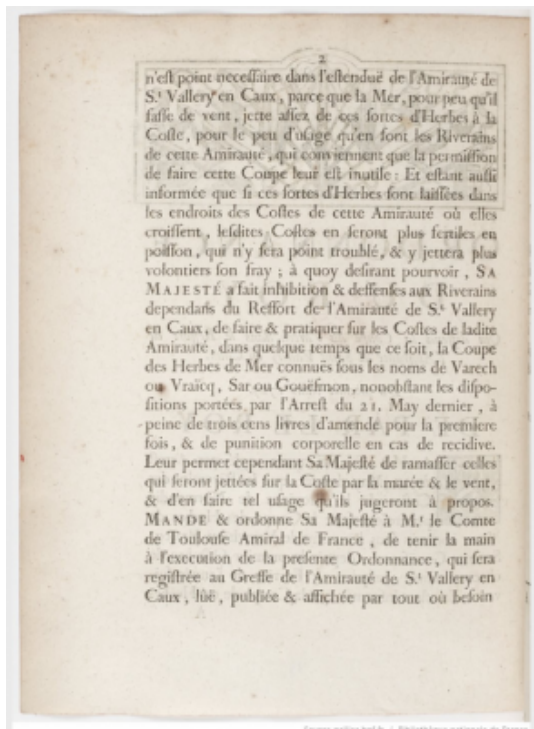 2
n'est point necessaire dans l'estenduë de l'Amirauté de
S.t Vallery en Caux, parce que la Mer, pour peu qu'il
fasse de vent, jette assez de ces sortes d'Herbes à la
Coste, pour le peu d'usage qu'en font les Riverains
de cette Amirauté, qui conviennent que la permission
de faire cette Coupe leur est inutile : Et estant aussi
informée que si ces sortes d'Herbes sont laissées dans
les endroits des Costes de cette Amirauté où elles
croissent, lesdites Costes en seront plus fertiles en
poisson, qui n'y sera point troublé, & y jettera plus
volontiers son fray ; à quoy desirant pourvoir, SA
MAJESTÉ a fait inhibition & deffenses aux Riverains
dependans du Ressort de l'Amirauté de S.t Vallery
en Caux, de faire & pratiquer sur les Costes de ladite
Amirauté, dans quelque temps que ce soit, la Coupe
des Herbes de Mer connuës sous les noms de Varech
ou Vraicq, Sar ou Gouësmon, nonobstant les dispo-
sitions portées par l'Arrest du 21. May dernier, à
peine de trois cens livres d'amende pour la premiere
fois, & de punition corporelle en cas de recidive.
Leur permet cependant Sa Majesté de ramasser celles
qui seront jettées sur la Coste par la marée & le vent,
& d'en faire tel usage qu'ils jugeront à propos.
MANDE & ordonne Sa Majesté à M.r le Comte
de Toulouse Amiral de France, de tenir la main
à l'execution de la presente Ordonnance, qui sera
registrée au Greffe de l'Amirauté de S.t Vallery en
Caux, lûë, publiée & affichée par tout où besoin